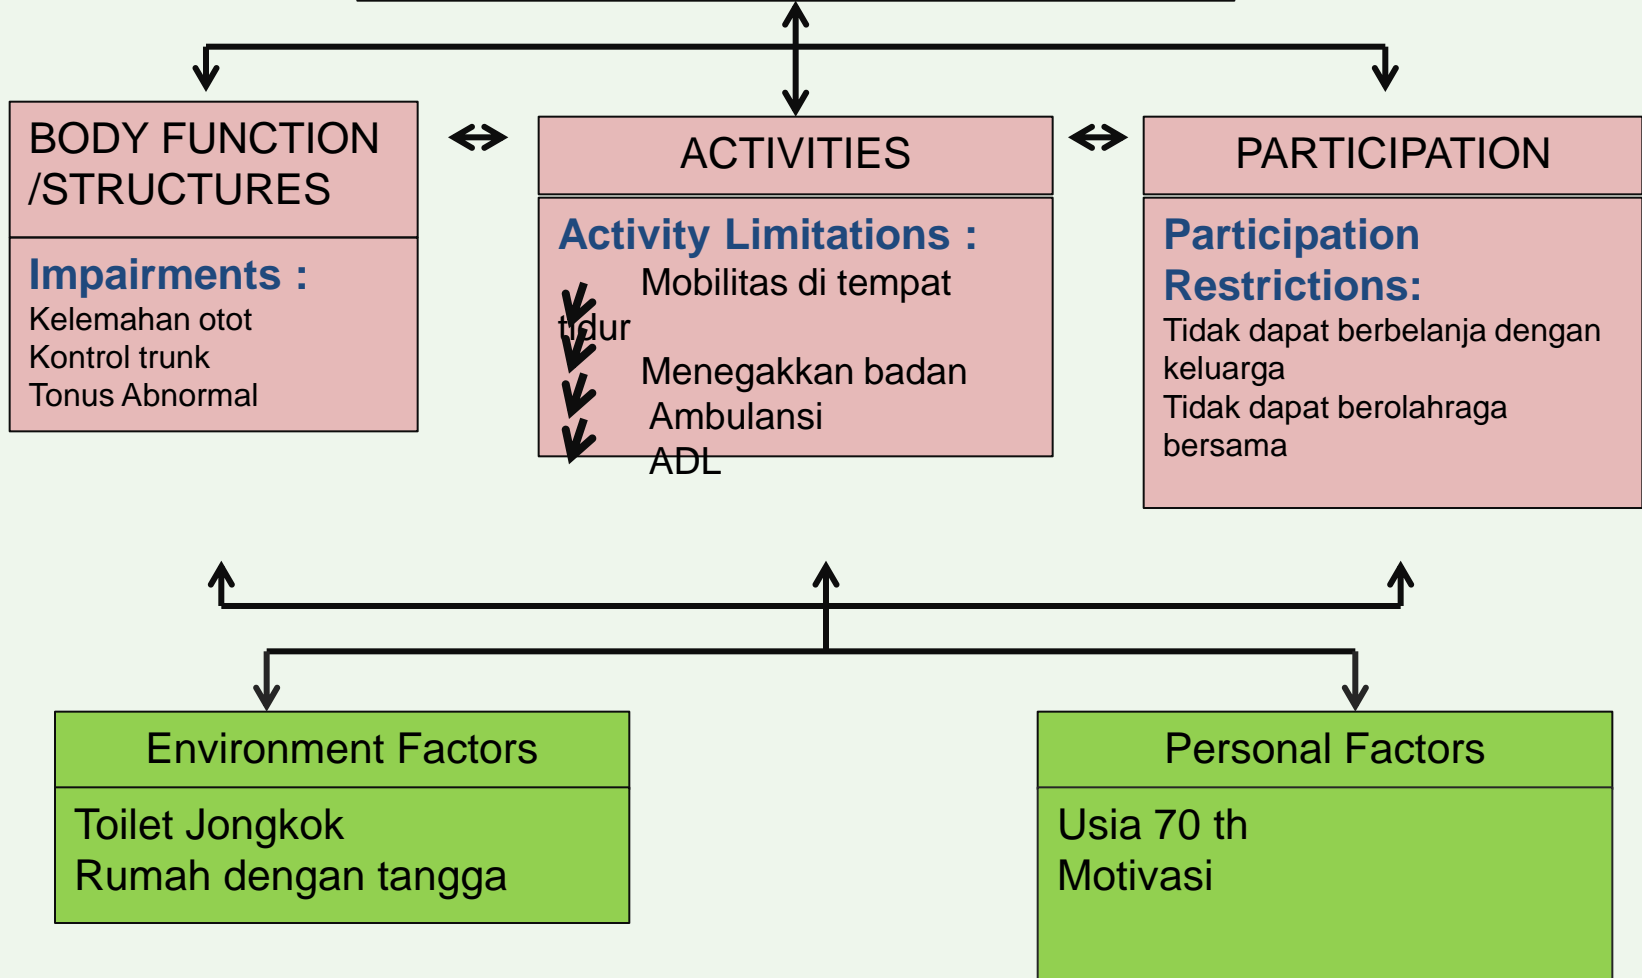 BODY FUNCTION
/STRUCTURES
Impairments :
Kelemahan otot
Kontrol trunk
Tonus Abnormal
ACTIVITIES
Activity Limitations :
Mobilitas di tempat
tidur
Menegakkan badan
Ambulansi
ADL
PARTICIPATION
Participation
Restrictions:
Tidak dapat berbelanja dengan
keluarga
Tidak dapat berolahraga
bersama
Environment Factors
Toilet Jongkok
Rumah dengan tangga
Personal Factors
Usia 70 th
Motivasi